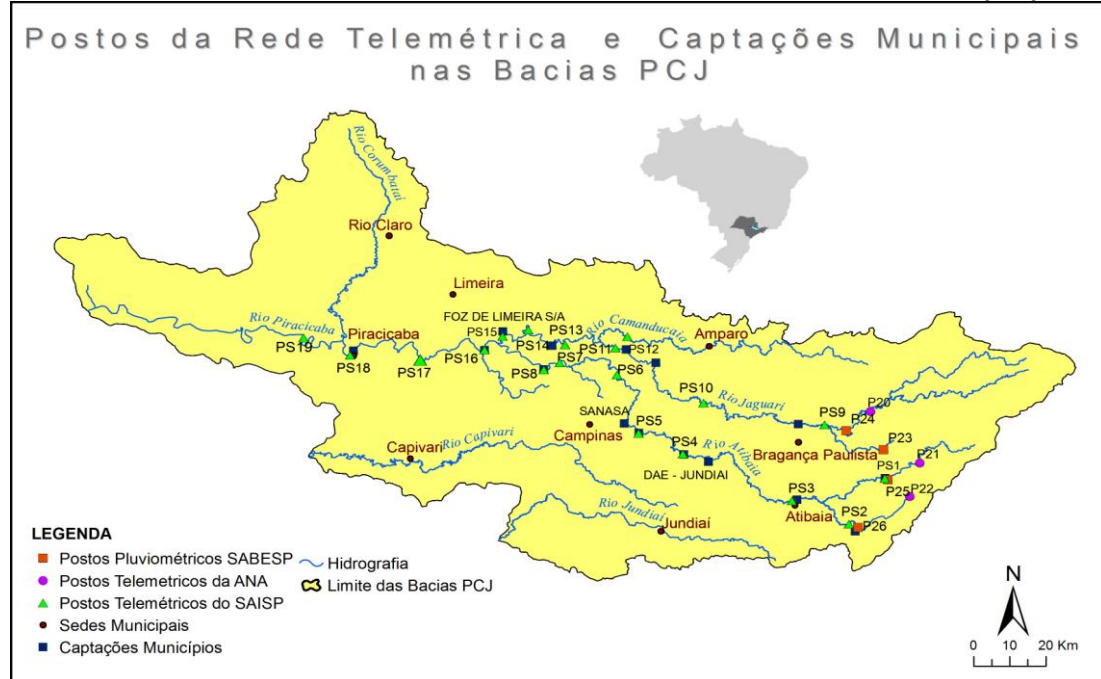 Postos da Rede Telemétrica e Captações Municipais
nas Bacias PCJ
Rio Corumbataí
Rio Claro
Limeira
FOZ DE LIMEIRA S/A
Rio Piracicaba
Piracicaba
PS19
PS18
PS17
PS16
PS15
PS14
PS13
Rio Camanducaia
Amparo
PS11
PS12
PS7
PS8
PS6
PS10
Rio Jaguari
PS9
P20
P24
SANASA
Campinas
PS5
PS4
Rio Atibaia
DAE - JUNDIAI
Bragança Paulista
P23
PS1
P21
P25
P22
Capivari
Rio Capivari
PS3
Atibaia
PS2
P26
Rio Jundiaí
Jundiaí
LEGENDA
Postos Pluviométricos SABESP
Postos Telemetricos da ANA
Postos Telemétricos do SAISP
Sedes Municipais
Captações Municípios
Hidrografia
Limite das Bacias PCJ
N
0 10 20 Km